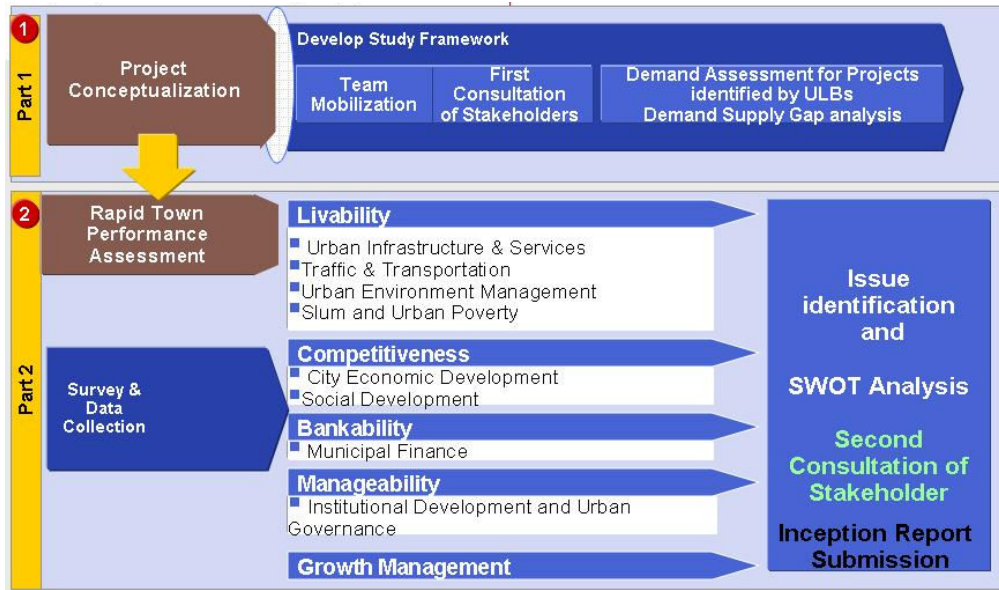 1
Part 1
Project
Conceptualization
Develop Study Framework
Team
Mobilization
First
Consultation
of Stakeholders
Demand Assessment for Projects
identified by ULBs
Demand Supply Gap analysis
2
Part 2
Rapid Town
Performance
Assessment
Survey &
Data
Collection
Livability
Urban Infrastructure & Services
Traffic & Transportation
Urban Environment Management
Slum and Urban Poverty
Competitiveness
City Economic Development
Social Development
Bankability
Municipal Finance
Manageability
Institutional Development and Urban
Governance
Growth Management
Issue
identification
and
SWOT Analysis
Second
Consultation of
Stakeholder
Inception Report
Submission